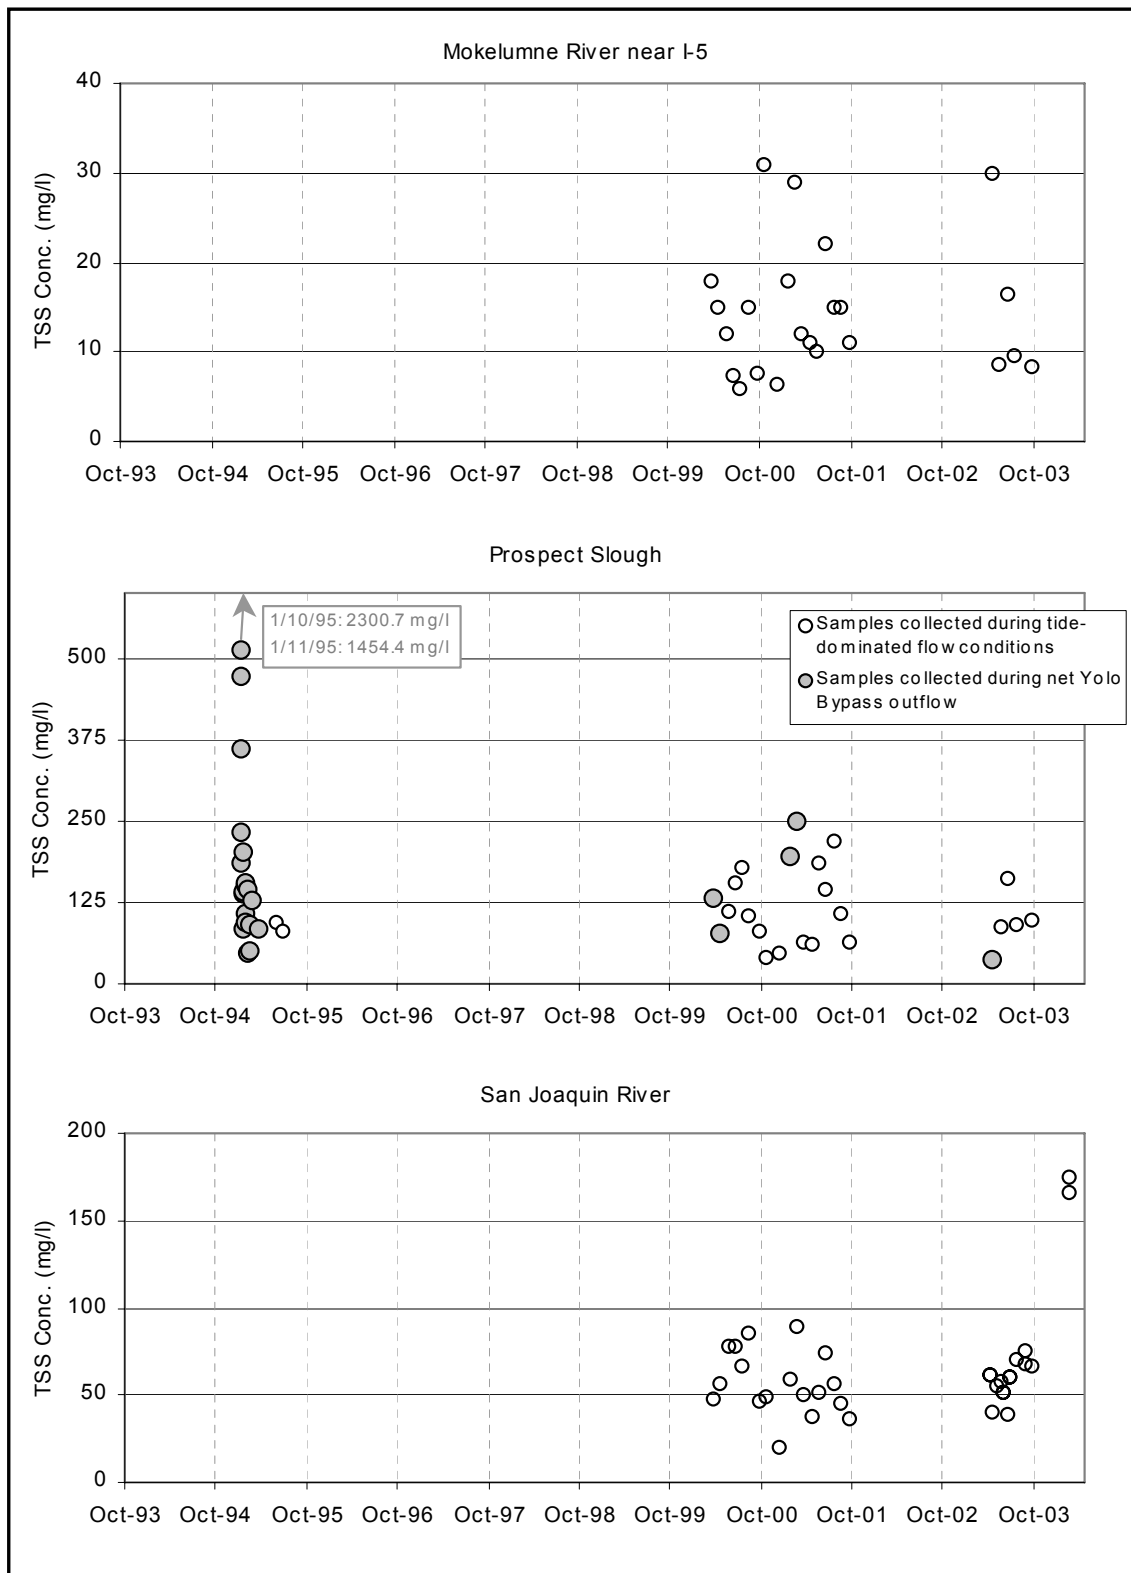 Mokelumne River near I-5
TSS Conc. (mg/l)
40
30
20
10
0
Oct-93 Oct-94 Oct-95 Oct-96 Oct-97 Oct-98 Oct-99 Oct-00 Oct-01 Oct-02 Oct-03
Prospect Slough
TSS Conc. (mg/l)
1/10/95: 2300.7 mg/l
1/11/95: 1454.4 mg/l
Samples collected during tide-
dominated flow conditions
Samples collected during net Yolo
Bypass outflow
500
375
250
125
0
Oct-93 Oct-94 Oct-95 Oct-96 Oct-97 Oct-98 Oct-99 Oct-00 Oct-01 Oct-02 Oct-03
San Joaquin River
TSS Conc. (mg/l)
200
150
100
50
0
Oct-93 Oct-94 Oct-95 Oct-96 Oct-97 Oct-98 Oct-99 Oct-00 Oct-01 Oct-02 Oct-03